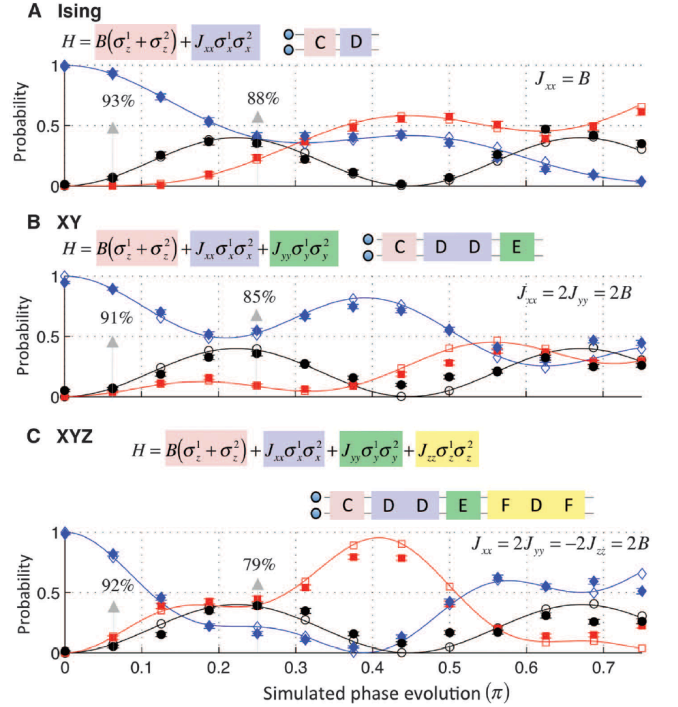 A Ising
H = B(σ_z^1 + σ_z^2) + J_xx σ_x^1 σ_x^2
C D
J_xx = B
93%
88%
Probability
1
0.5
0
B XY
H = B(σ_z^1 + σ_z^2) + J_xx σ_x^1 σ_x^2 + J_yy σ_y^1 σ_y^2
C D D E
J_xx = 2J_yy = 2B
91%
85%
Probability
1
0.5
0
C XYZ
H = B(σ_z^1 + σ_z^2) + J_xx σ_x^1 σ_x^2 + J_yy σ_y^1 σ_y^2 + J_zz σ_z^1 σ_z^2
C D D E F D F
J_xx = 2J_yy = -2J_zz = 2B
92%
79%
Probability
1
0.5
0
0 0.1 0.2 0.3 0.4 0.5 0.6 0.7
Simulated phase evolution (π)